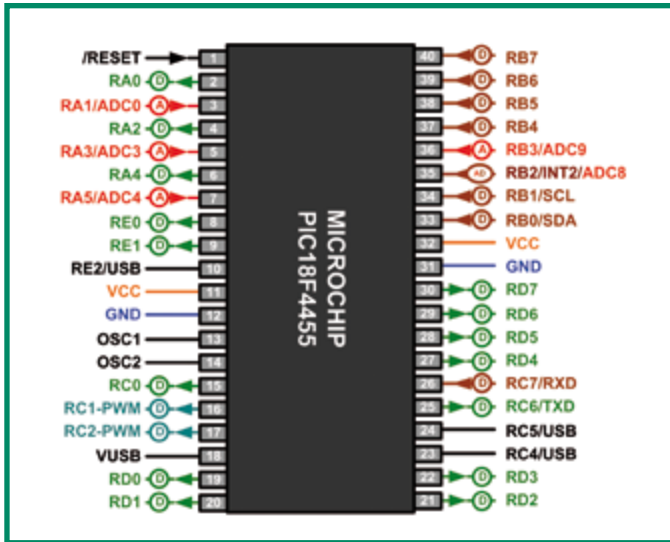 /RESET 1 40 D RB7
RA0 D 2 39 D RB6
RA1/ADC0 A 3 38 D RB5
RA2 D 4 37 D RB4
RA3/ADC3 A 5 36 A RB3/ADC9
RA4 D 6 35 AD RB2/INT2/ADC8
RA5/ADC4 A 7 34 D RB1/SCL
RE0 D 8 33 D RB0/SDA
RE1 D 9 32 VCC
RE2/USB 10 31 GND
VCC 11 30 D RD7
GND 12 29 D RD6
OSC1 13 28 D RD5
OSC2 14 27 D RD4
RC0 D 15 26 D RC7/RXD
RC1-PWM D 16 25 D RC6/TXD
RC2-PWM D 17 24 RC5/USB
VUSB 18 23 RC4/USB
RD0 D 19 22 D RD3
RD1 D 20 21 D RD2
MICROCHIP
PIC18F4455